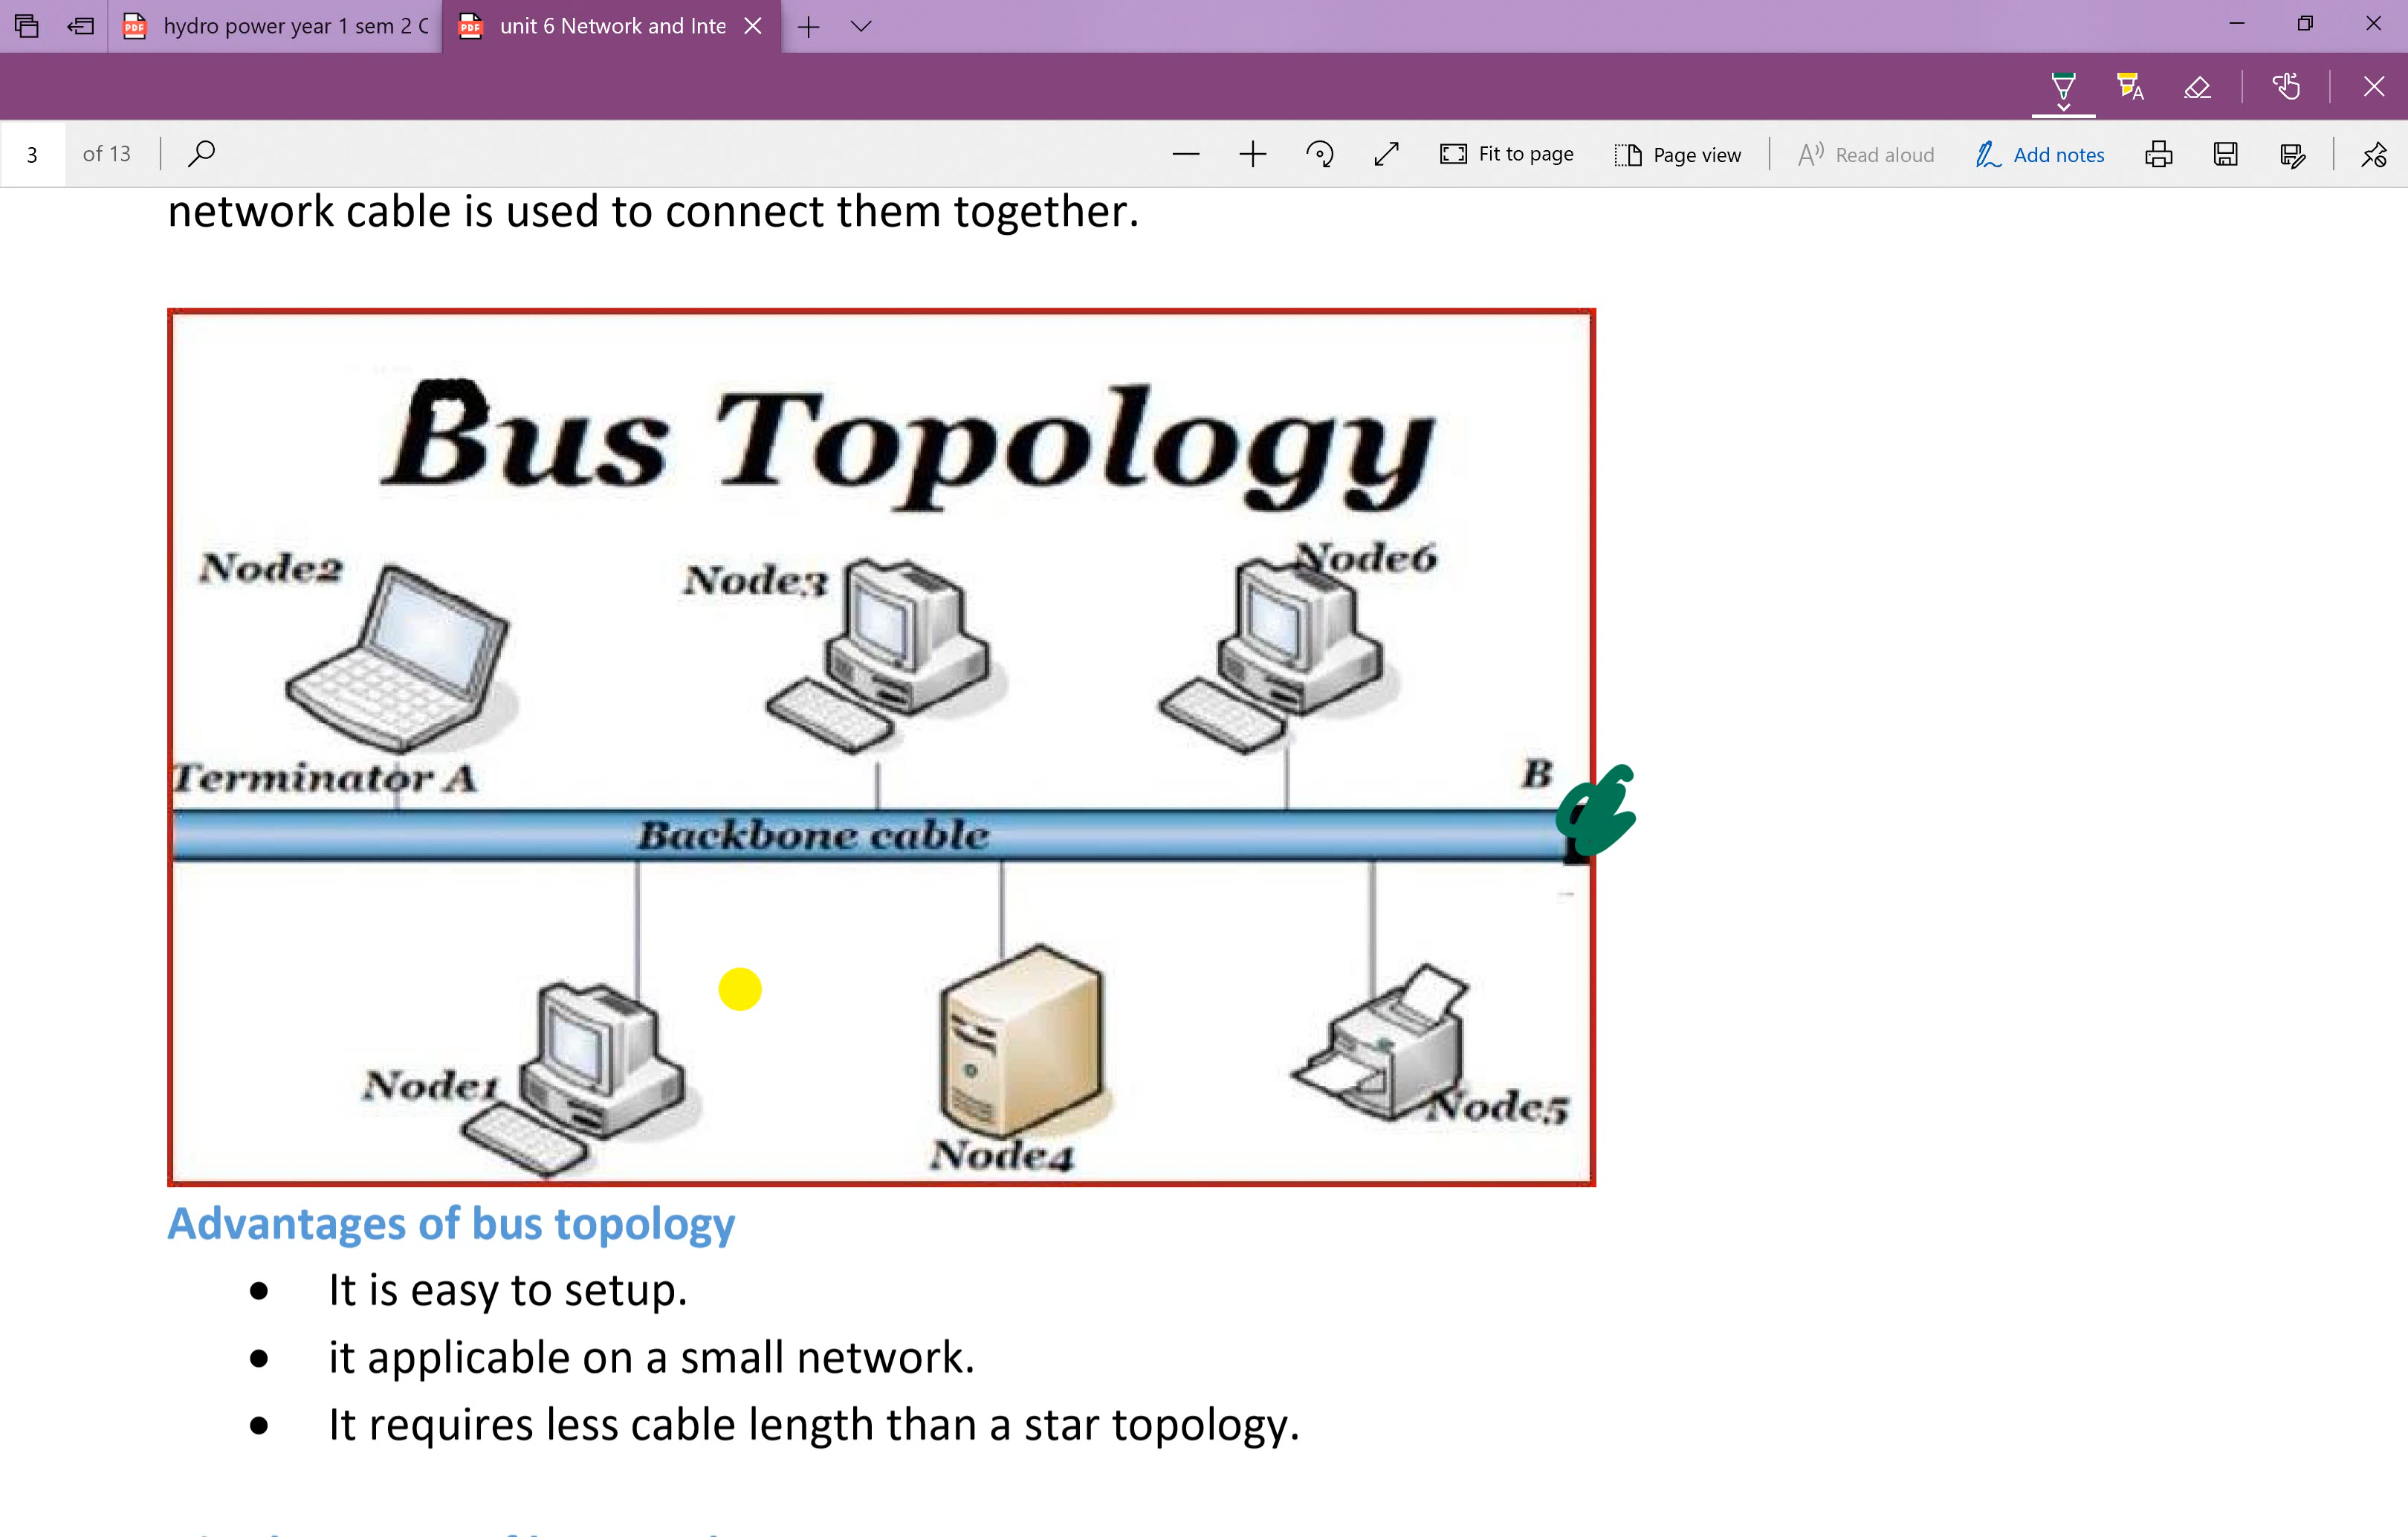 hydro power year 1 sem 2 C
unit 6 Network and Inte
3 of 13
Fit to page
Page view
Read aloud
Add notes
network cable is used to connect them together.
Bus Topology
Node2
Node3
Node6
Terminator A
B
Backbone cable
Node1
Node4
Node5
Advantages of bus topology
• It is easy to setup.
• it applicable on a small network.
• It requires less cable length than a star topology.